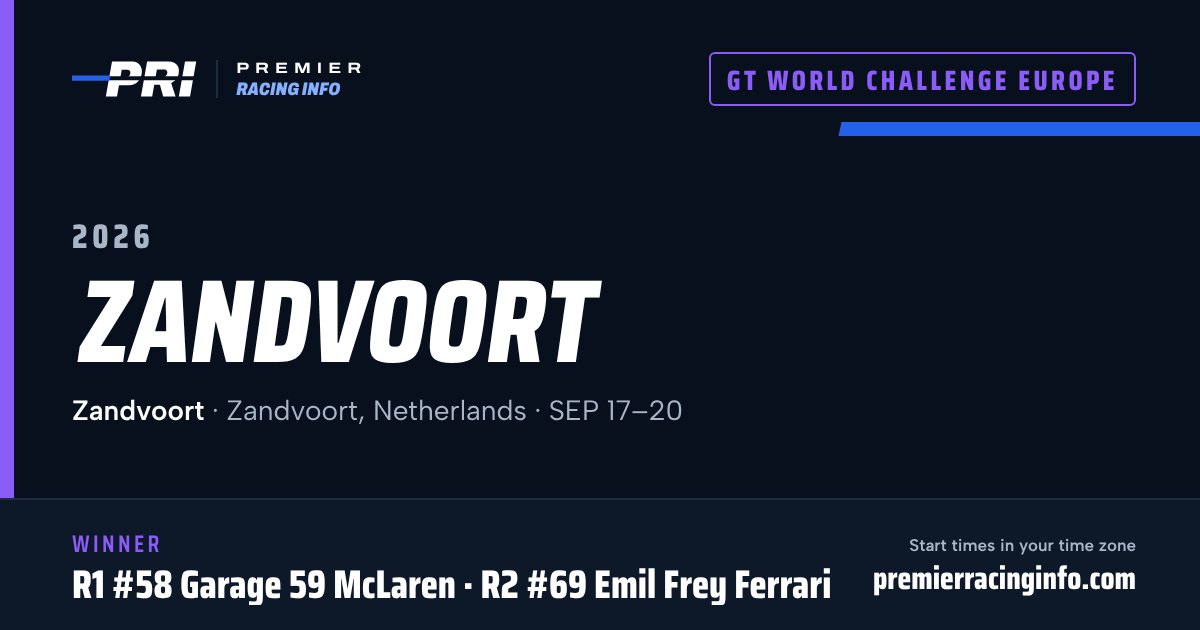 PRI
PREMIER
RACING INFO
GT WORLD CHALLENGE EUROPE
2026
ZANDVOORT
Zandvoort · Zandvoort, Netherlands · SEP 17–20
WINNER
R1 #58 Garage 59 McLaren · R2 #69 Emil Frey Ferrari
Start times in your time zone
premierracinginfo.com